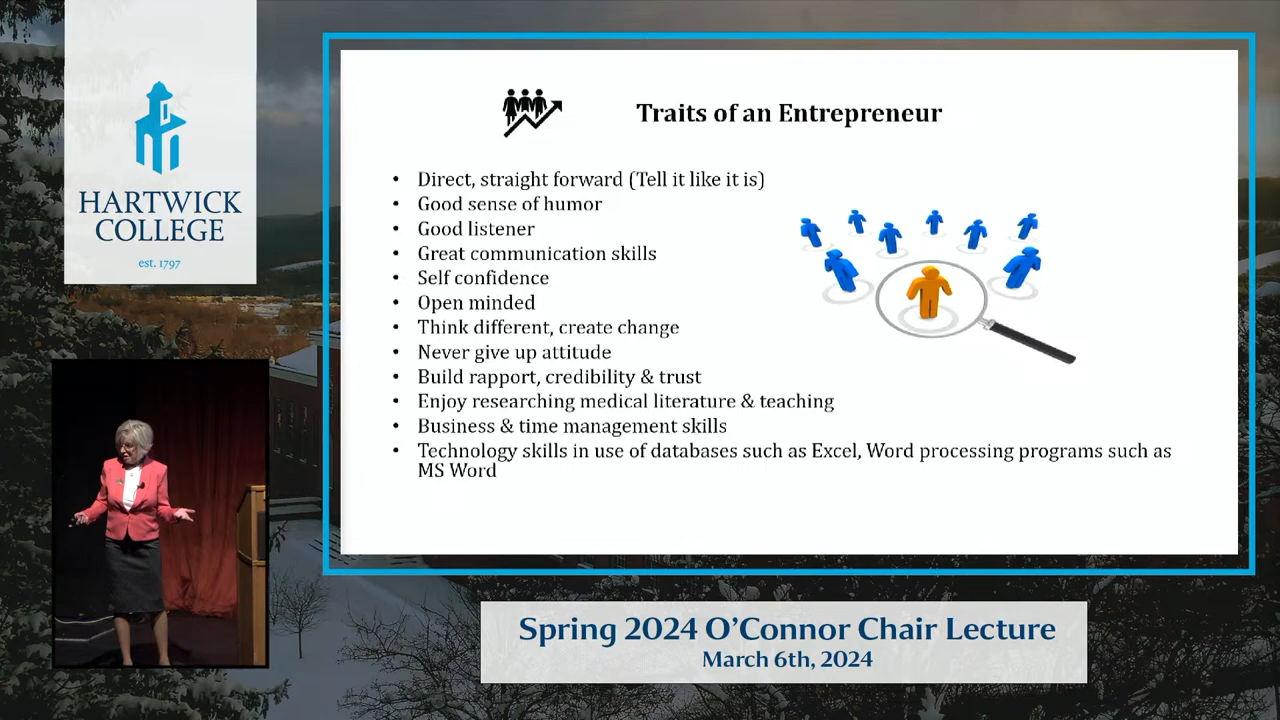 HARTWICK
COLLEGE
est. 1797
Traits of an Entrepreneur
• Direct, straight forward (Tell it like it is)
• Good sense of humor
• Good listener
• Great communication skills
• Self confidence
• Open minded
• Think different, create change
• Never give up attitude
• Build rapport, credibility & trust
• Enjoy researching medical literature & teaching
• Business & time management skills
• Technology skills in use of databases such as Excel, Word processing programs such as
MS Word
Spring 2024 O'Connor Chair Lecture
March 6th, 2024